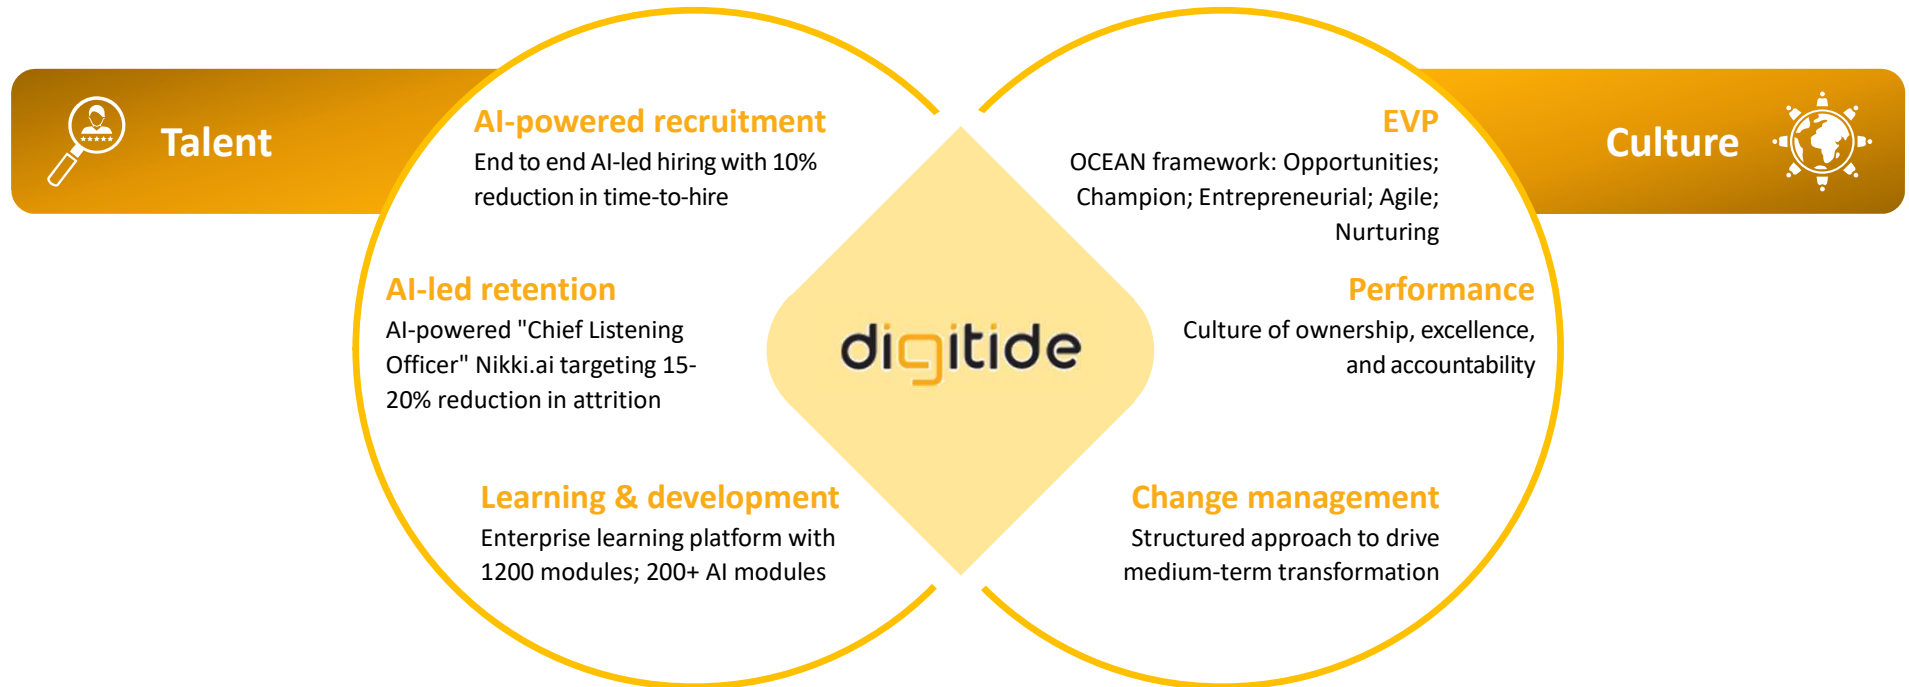 Talent
AI-powered recruitment
End to end AI-led hiring with 10%
reduction in time-to-hire
AI-led retention
AI-powered "Chief Listening
Officer" Nikki.ai targeting 15-
20% reduction in attrition
Learning & development
Enterprise learning platform with
1200 modules; 200+ AI modules
digitide
EVP
OCEAN framework: Opportunities;
Champion; Entrepreneurial; Agile;
Nurturing
Performance
Culture of ownership, excellence,
and accountability
Change management
Structured approach to drive
medium-term transformation
Culture